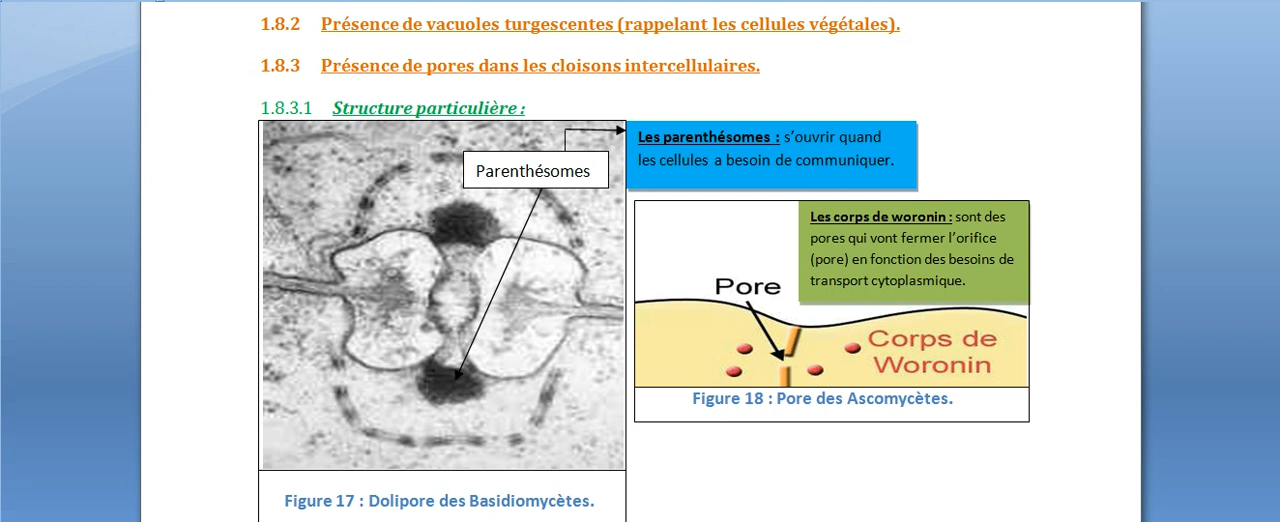 1.8.2 Présence de vacuoles turgescentes (rappelant les cellules végétales).
1.8.3 Présence de pores dans les cloisons intercellulaires.
1.8.3.1 Structure particulière :
Parenthésomes
Les parenthésomes : s’ouvrir quand
les cellules a besoin de communiquer.
Les corps de woronin : sont des
pores qui vont fermer l’orifice
(pore) en fonction des besoins de
transport cytoplasmique.
Pore
Corps de
Woronin
Figure 18 : Pore des Ascomycètes.
Figure 17 : Dolipore des Basidiomycètes.